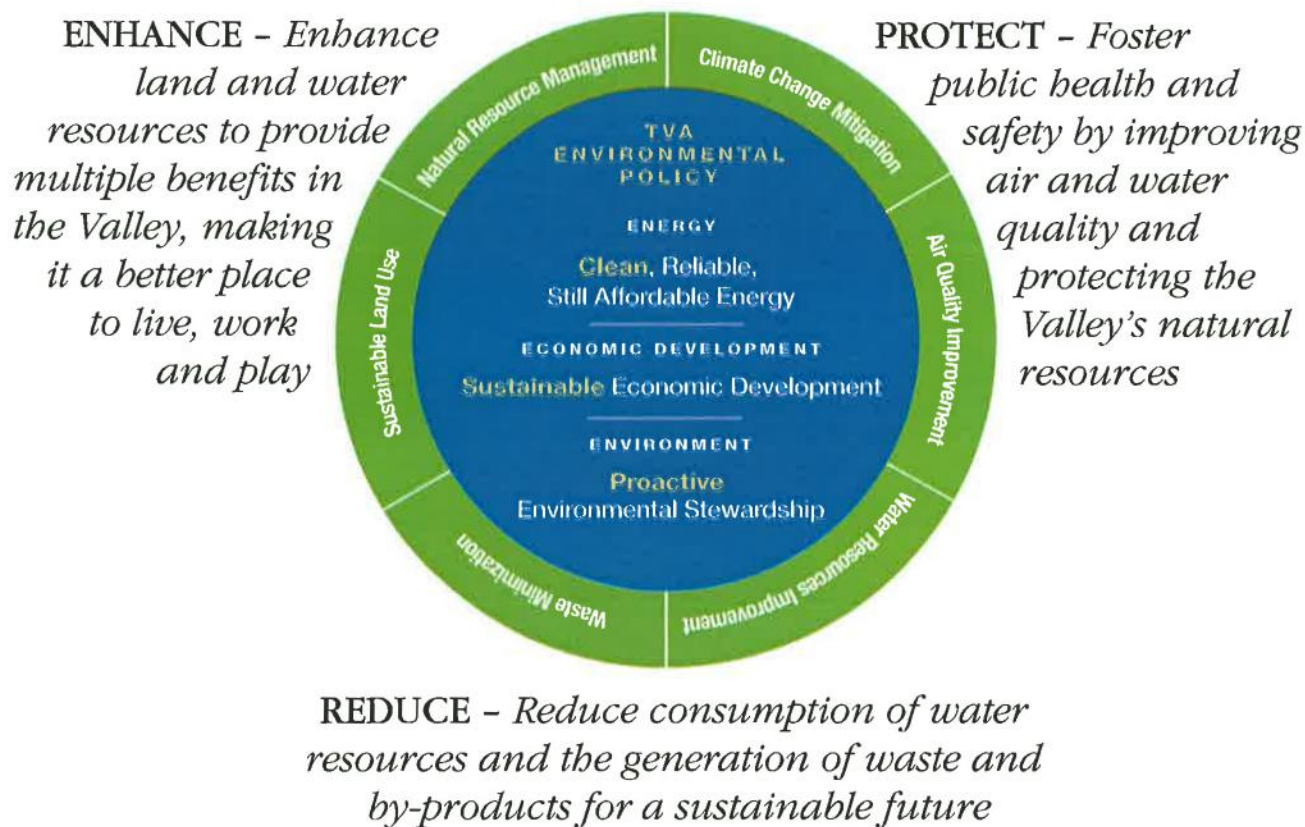 ENHANCE – Enhance
land and water
resources to provide
multiple benefits in
the Valley, making
it a better place
to live, work
and play
PROTECT – Foster
public health and
safety by improving
air and water
quality and
protecting the
Valley's natural
resources
Natural Resource Management
Climate Change Mitigation
Air Quality Improvement
Water Resources Improvement
Waste Minimization
Sustainable Land Use
TVA
ENVIRONMENTAL
POLICY
ENERGY
Clean, Reliable,
Still Affordable Energy
ECONOMIC DEVELOPMENT
Sustainable Economic Development
ENVIRONMENT
Proactive
Environmental Stewardship
REDUCE – Reduce consumption of water
resources and the generation of waste and
by-products for a sustainable future